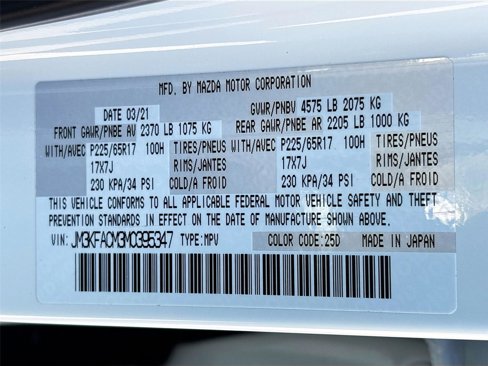 MFD. BY MAZDA MOTOR CORPORATION
DATE 03/21 GVWR/PNBV 4575 LB 2075 KG
FRONT GAWR/PNBE AV 2370 LB 1075 KG REAR GAWR/PNBE AR 2205 LB 1000 KG
WITH/AVEC P225/65R17 100H TIRES/PNEUS WITH/AVEC P225/65R17 100H TIRES/PNEUS
17X7J RIMS/JANTES 17X7J RIMS/JANTES
230 KPA/34 PSI COLD/A FROID 230 KPA/34 PSI COLD/A FROID
THIS VEHICLE CONFORMS TO ALL APPLICABLE FEDERAL MOTOR VEHICLE SAFETY AND THEFT
PREVENTION STANDARDS IN EFFECT ON THE DATE OF MANUFACTURE SHOWN ABOVE.
VIN: JM3KFACM3M0395347 TYPE:MPV COLOR CODE:25D MADE IN JAPAN